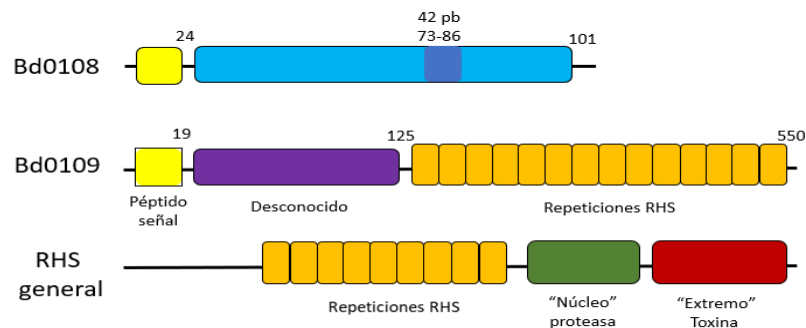 42 pb
24 73-86 101
Bd0108
19 125 550
Bd0109
Péptido
señal
Desconocido
Repeticiones RHS
RHS
general
Repeticiones RHS
“Núcleo”
proteasa
“Extremo”
Toxina